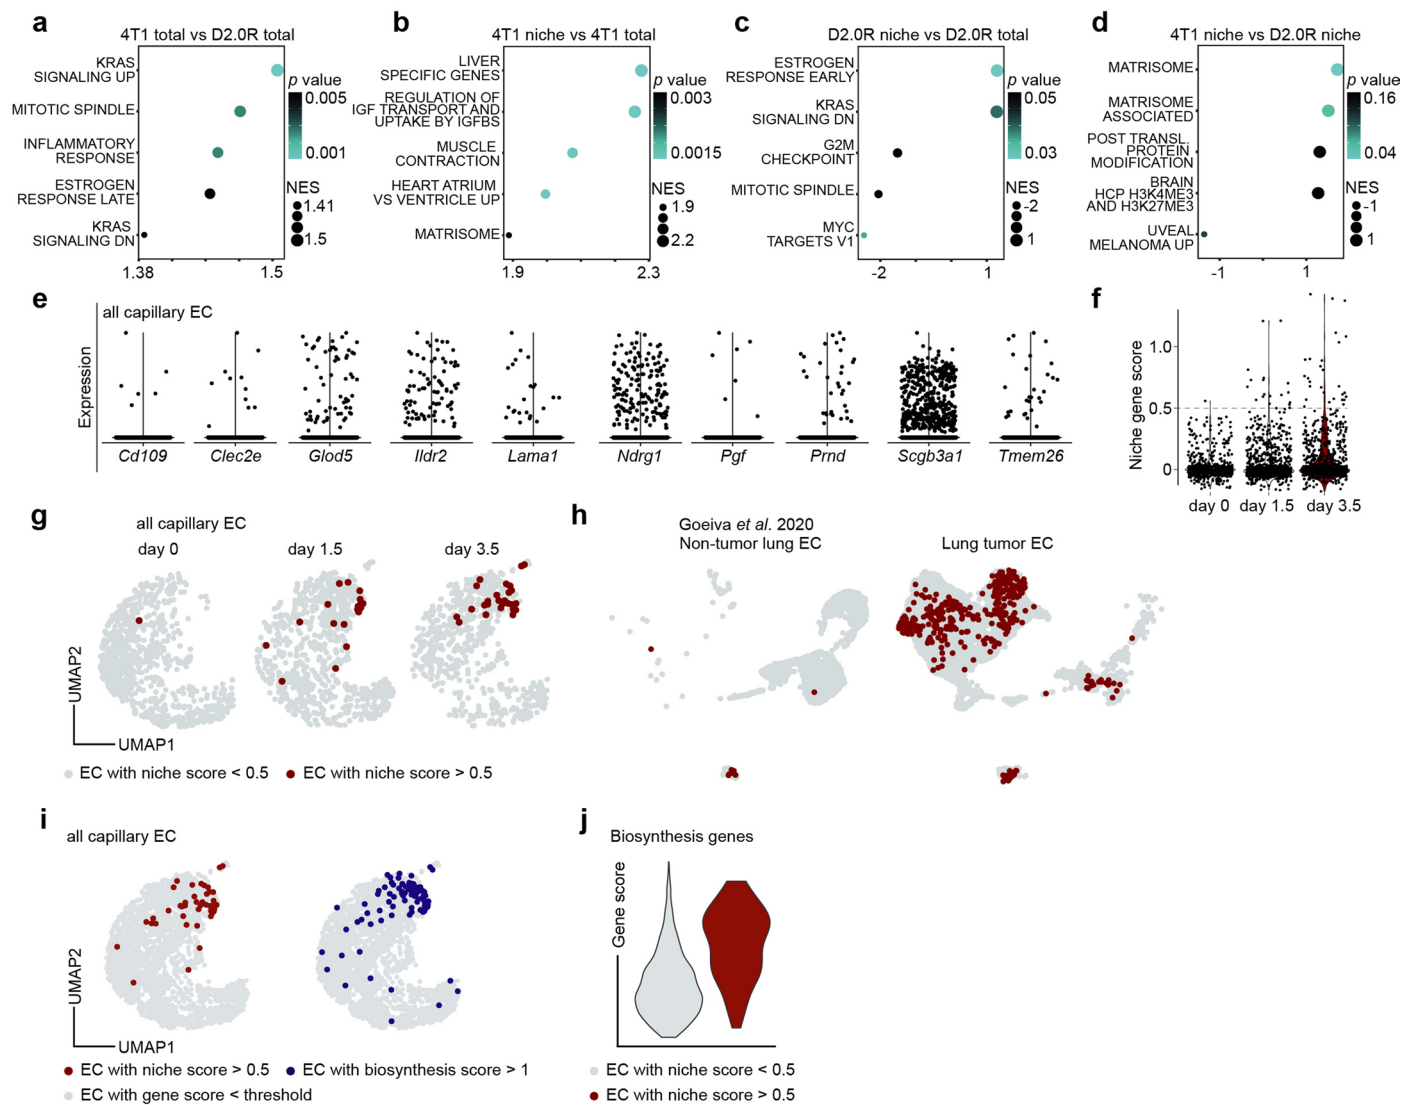 a
4T1 total vs D2.0R total
KRAS
SIGNALING UP
MITOTIC SPINDLE
INFLAMMATORY
RESPONSE
ESTROGEN
RESPONSE LATE
KRAS
SIGNALING DN
1.38
1.5
p value
0.005
0.001
NES
1.41
1.5
b
4T1 niche vs 4T1 total
LIVER
SPECIFIC GENES
REGULATION OF
IGF TRANSPORT AND
UPTAKE BY IGFBS
MUSCLE
CONTRACTION
HEART ATRIUM
VS VENTRICLE UP
MATRISOME
1.9
2.3
p value
0.003
0.0015
NES
1.9
2.2
c
D2.0R niche vs D2.0R total
ESTROGEN
RESPONSE EARLY
KRAS
SIGNALING DN
G2M
CHECKPOINT
MITOTIC SPINDLE
MYC
TARGETS V1
-2
1
p value
0.05
0.03
NES
-2
1
d
4T1 niche vs D2.0R niche
MATRISOME
MATRISOME
ASSOCIATED
POST TRANSL.
PROTEIN
MODIFICATION
BRAIN
HCP H3K4ME3
AND H3K27ME3
UVEAL
MELANOMA UP
-1
1
p value
0.16
0.04
NES
-1
1
e
all capillary EC
Expression
Cd109
Clec2e
Glod5
Ildr2
Lama1
Ndrg1
Pgf
Prnd
Scgb3a1
Tmem26
f
Niche gene score
1.0
0.5
0
day 0
day 1.5
day 3.5
g
all capillary EC
day 0
day 1.5
day 3.5
UMAP2
UMAP1
EC with niche score < 0.5
EC with niche score > 0.5
h
Goeiva et al. 2020
Non-tumor lung EC
Lung tumor EC
i
all capillary EC
UMAP2
UMAP1
EC with niche score > 0.5
EC with biosynthesis score > 1
EC with gene score < threshold
j
Biosynthesis genes
Gene score
EC with niche score < 0.5
EC with niche score > 0.5